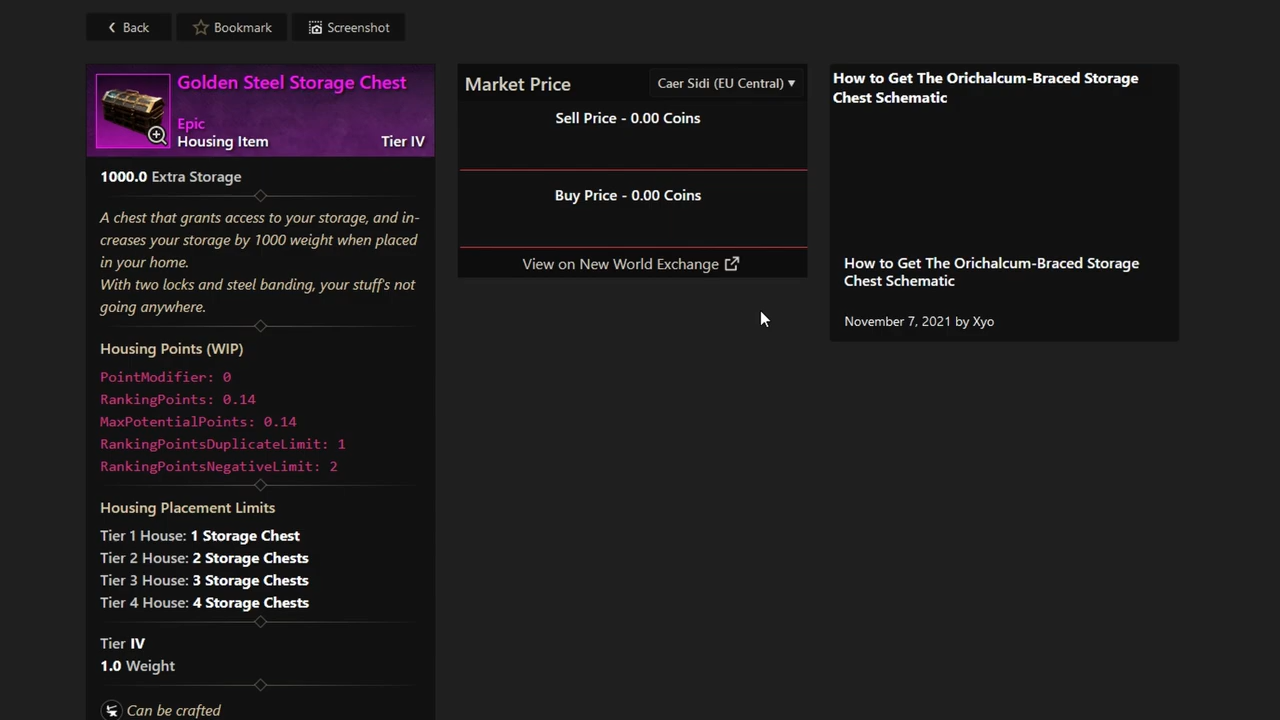 Back
Bookmark
Screenshot
Golden Steel Storage Chest
Epic
Housing Item
Tier IV
1000.0 Extra Storage
A chest that grants access to your storage, and in-
creases your storage by 1000 weight when placed
in your home.
With two locks and steel banding, your stuff's not
going anywhere.
Housing Points (WIP)
PointModifier: 0
RankingPoints: 0.14
MaxPotentialPoints: 0.14
RankingPointsDuplicateLimit: 1
RankingPointsNegativeLimit: 2
Housing Placement Limits
Tier 1 House: 1 Storage Chest
Tier 2 House: 2 Storage Chests
Tier 3 House: 3 Storage Chests
Tier 4 House: 4 Storage Chests
Tier IV
1.0 Weight
Can be crafted
Market Price
Caer Sidi (EU Central)
Sell Price - 0.00 Coins
Buy Price - 0.00 Coins
View on New World Exchange
How to Get The Orichalcum-Braced Storage
Chest Schematic
How to Get The Orichalcum-Braced Storage
Chest Schematic
November 7, 2021 by Xyo